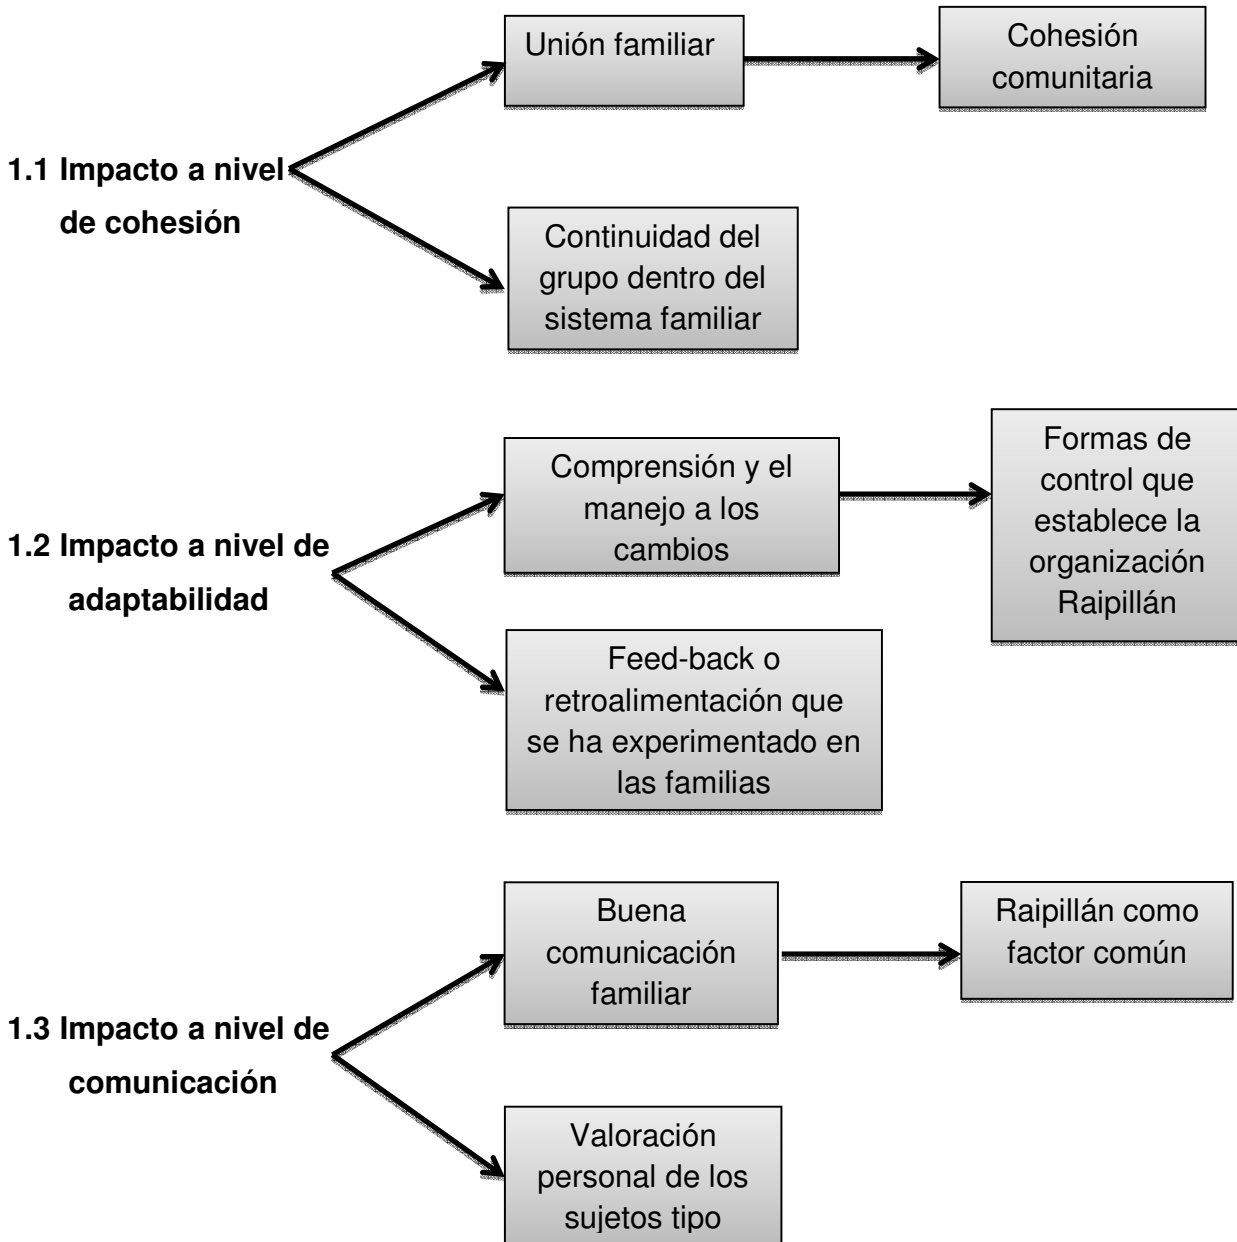 Unión familiar
Cohesión
comunitaria
1.1 Impacto a nivel
de cohesión
Continuidad del
grupo dentro del
sistema familiar
Comprensión y el
manejo a los
cambios
Formas de
control que
establece la
organización
Raipillán
1.2 Impacto a nivel de
adaptabilidad
Feed-back o
retroalimentación que
se ha experimentado en
las familias
Buena
comunicación
familiar
Raipillán como
factor común
1.3 Impacto a nivel de
comunicación
Valoración
personal de los
sujetos tipo